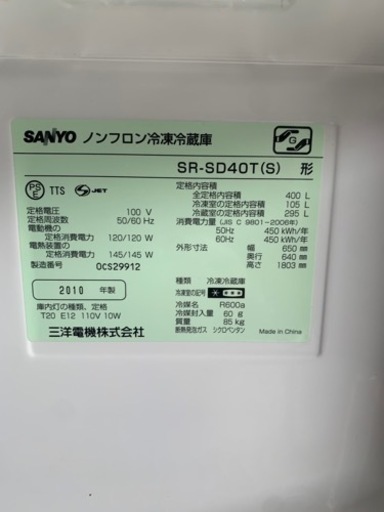 SANYO ノンフロン冷凍冷蔵庫
G
SR-SD40T(S) 形
PS E TTS S-JET
定格電圧 100 V
定格周波数 50/60 Hz
電動機の
定格消費電力 120/120 W
電熱装置の
定格消費電力 145/145 W
製造番号 0CS29912
2010 年製
庫内灯の種類、定格
T20 E12 110V 10W
三洋電機株式会社
定格内容積
全定格内容積 400 L
冷凍室の定格内容積 105 L
冷蔵室の定格内容積 295 L
消費電力量(JIS C 9801-2006年)
50Hz 450 kWh/年
60Hz 450 kWh/年
外形寸法 幅 650 mm
奥行 640 mm
高さ 1803 mm
種類 冷凍冷蔵庫
冷凍室の記号
冷媒名 R600a
冷媒封入量 60 g
質量 85 kg
断熱発泡ガス シクロペンタン
Made in China